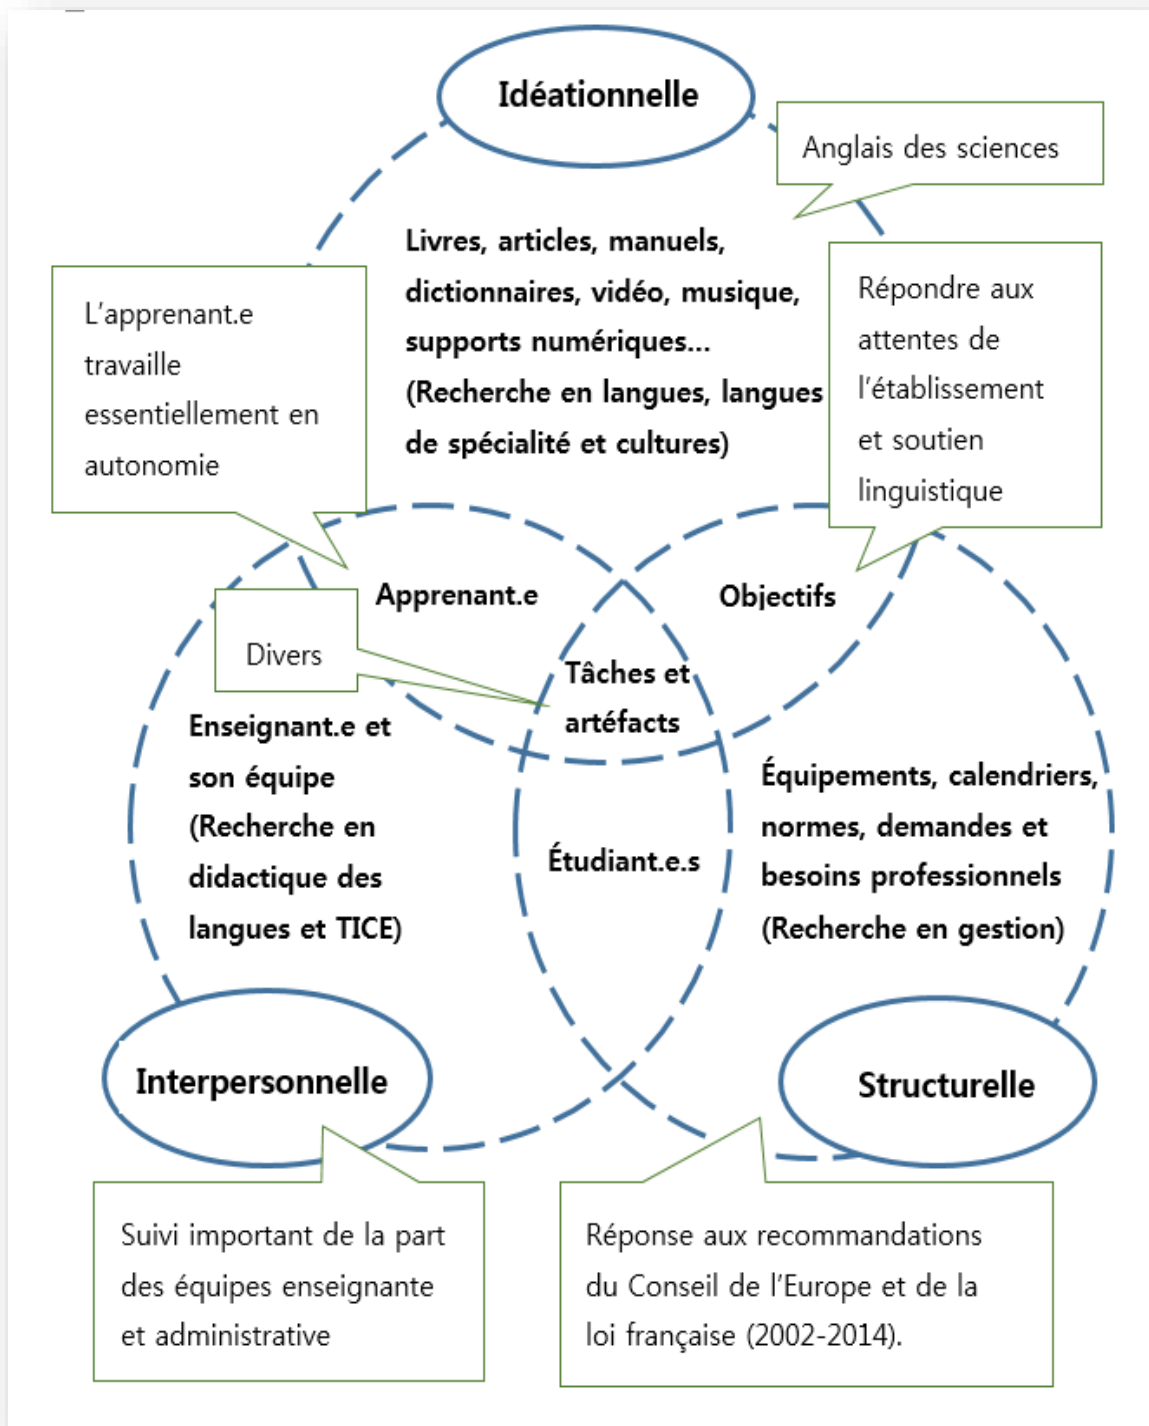 Idéationnelle
Anglais des sciences
Livres, articles, manuels,
dictionnaires, vidéo, musique,
supports numériques...
(Recherche en langues, langues
de spécialité et cultures)
L'apprenant.e
travaille
essentiellement en
autonomie
Répondre aux
attentes de
l'établissement
et soutien
linguistique
Apprenant.e
Objectifs
Divers
Tâches et
artéfacts
Enseignant.e et
son équipe
(Recherche en
didactique des
langues et TICE)
Étudiant.e.s
Équipements, calendriers,
normes, demandes et
besoins professionnels
(Recherche en gestion)
Interpersonnelle
Structurelle
Suivi important de la part
des équipes enseignante
et administrative
Réponse aux recommandations
du Conseil de l'Europe et de la
loi française (2002-2014).